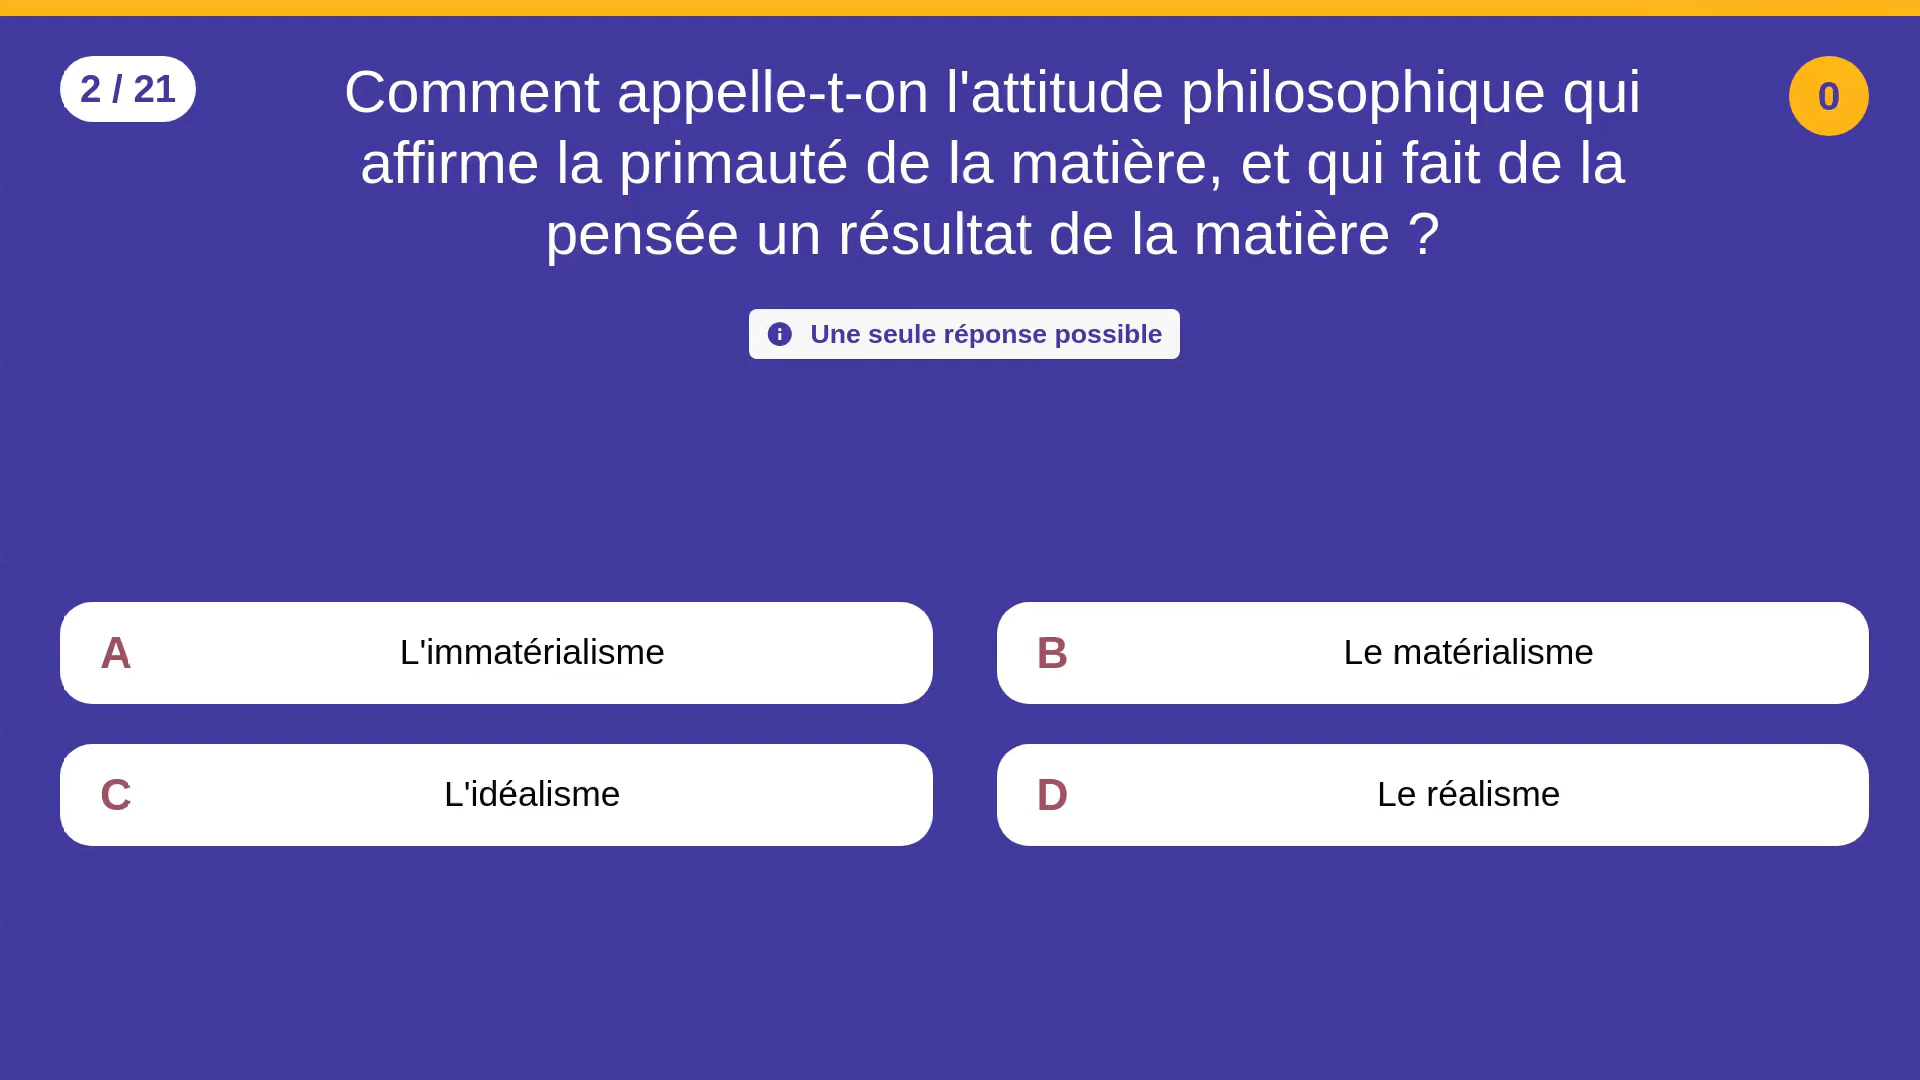 2 / 21
Comment appelle-t-on l'attitude philosophique qui
affirme la primauté de la matière, et qui fait de la
pensée un résultat de la matière ?
0
Une seule réponse possible
A L'immatérialisme
B Le matérialisme
C L'idéalisme
D Le réalisme